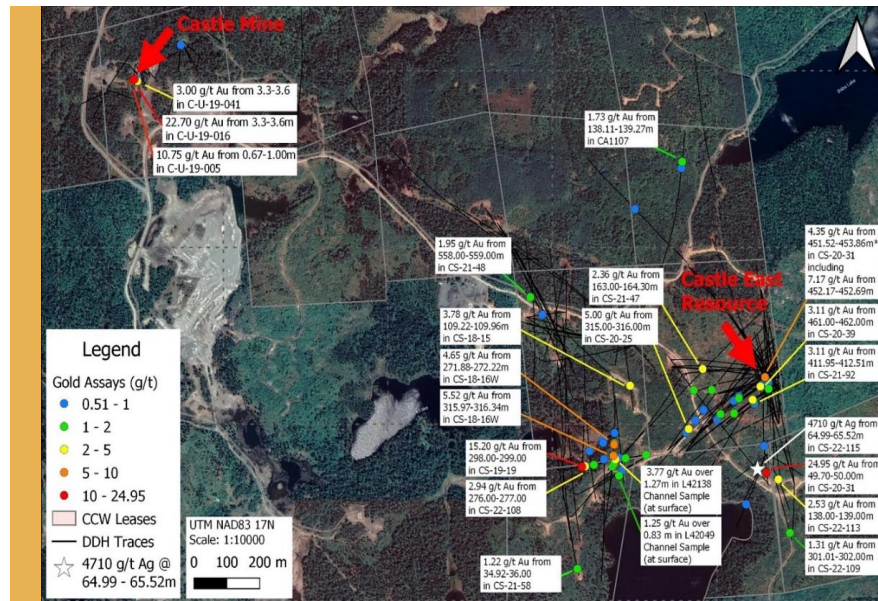 Castle Mine
3.00 g/t Au from 3.3-3.6
in C-U-19-041
22.70 g/t Au from 3.3-3.6m
in C-U-19-016
10.75 g/t Au from 0.67-1.00m
in C-U-19-005
1.73 g/t Au from
138.11-139.27m
in CA1107
1.95 g/t Au from
558.00-559.00m
in CS-21-48
2.36 g/t Au from
163.00-164.30m
in CS-21-47
Castle East
Resource
4.35 g/t Au from
451.52-453.86m*
in CS-20-31
including
7.17 g/t Au from
452.17-452.69m
3.78 g/t Au from
109.22-109.96m
in CS-18-15
5.00 g/t Au from
315.00-316.00m
in CS-20-25
3.11 g/t Au from
461.00-462.00m
in CS-20-39
4.65 g/t Au from
271.88-272.22m
in CS-18-16W
3.11 g/t Au from
411.95-412.51m
in CS-21-92
5.52 g/t Au from
315.97-316.34m
in CS-18-16W
4710 g/t Ag from
64.99-65.52m
in CS-22-115
15.20 g/t Au from
298.00-299.00
in CS-19-19
3.77 g/t Au over
1.27m in L42138
Channel Sample
(at surface)
24.95 g/t Au from
49.70-50.00m
in CS-20-31
2.94 g/t Au from
276.00-277.00
in CS-22-108
1.25 g/t Au over
0.83 m in L42049
Channel Sample
(at surface)
2.53 g/t Au from
138.00-139.00m
in CS-22-113
1.22 g/t Au from
34.92-36.00
in CS-21-58
1.31 g/t Au from
301.01-302.00m
in CS-22-109
Legend
Gold Assays (g/t)
0.51 - 1
1 - 2
2 - 5
5 - 10
10 - 24.95
CCW Leases
DDH Traces
4710 g/t Ag @
64.99 - 65.52m
UTM NAD83 17N
Scale: 1:10000
0 100 200 m